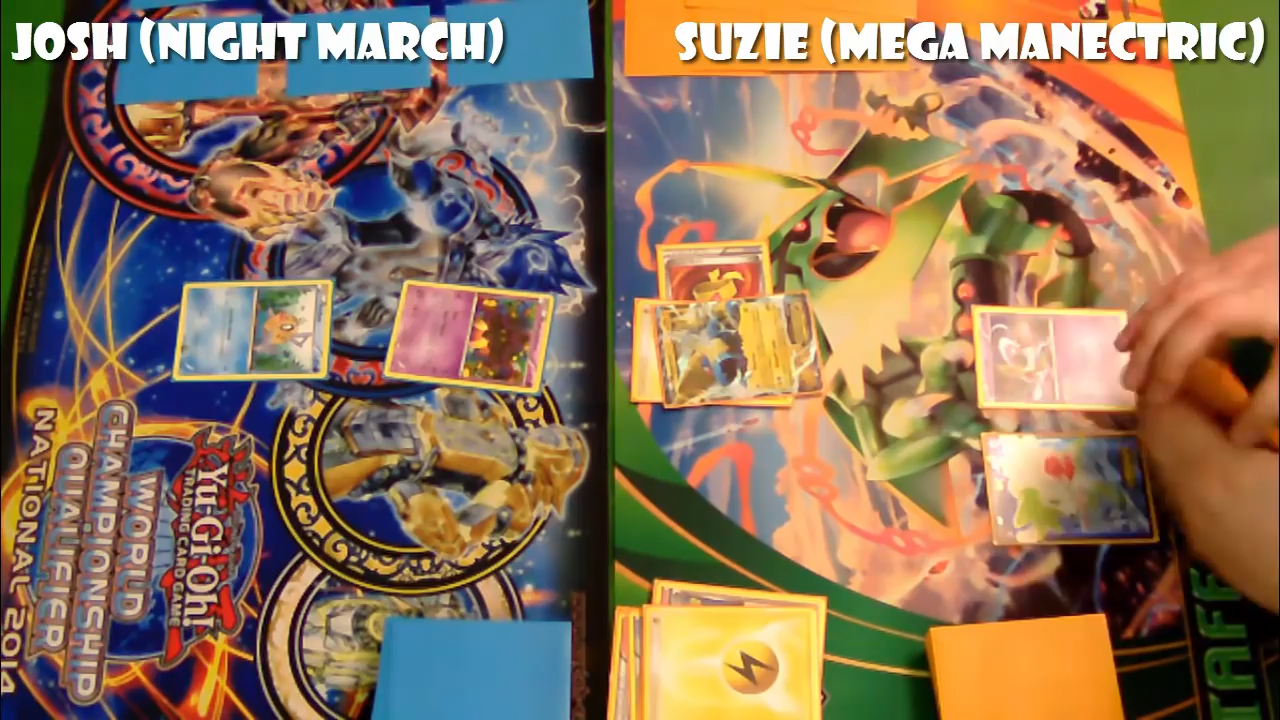 JOSH (NIGHT MARCH)
SUZIE (MEGA MANECTRIC)
Yu-Gi-Oh!
TRADING CARD GAME
WORLD
CHAMPIONSHIP
QUALIFIER
NATIONAL 2014